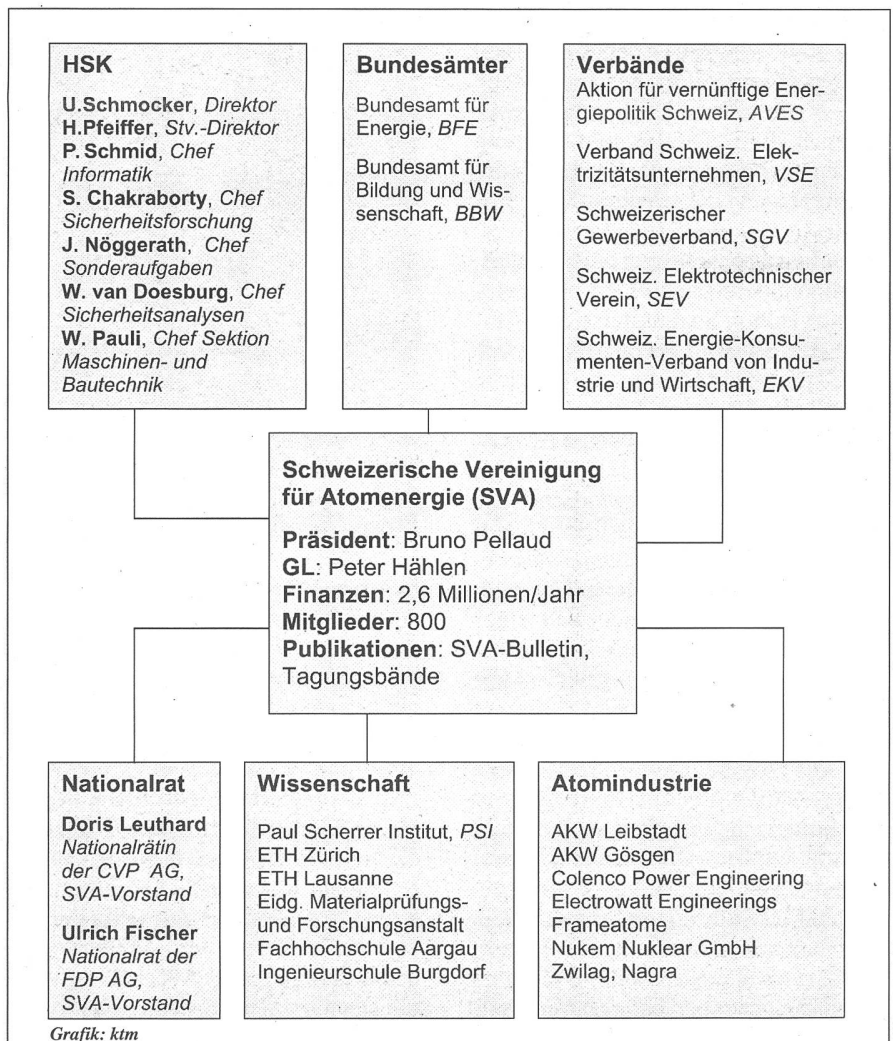 HSK
U.Schmocker, Direktor
H.Pfeiffer, Stv.-Direktor
P. Schmid, Chef
Informatik
S. Chakraborty, Chef
Sicherheitsforschung
J. Nöggerath, Chef
Sonderaufgaben
W. van Doesburg, Chef
Sicherheitsanalysen
W. Pauli, Chef Sektion
Maschinen- und
Bautechnik
Bundesämter
Bundesamt für
Energie, BFE
Bundesamt für
Bildung und Wis-
senschaft, BBW
Verbände
Aktion für vernünftige Ener-
giepolitik Schweiz, AVES
Verband Schweiz. Elek-
trizitätsunternehmen, VSE
Schweizerischer
Gewerbeverband, SGV
Schweiz. Elektrotechnischer
Verein, SEV
Schweiz. Energie-Konsu-
menten-Verband von Indu-
strie und Wirtschaft, EKV
Schweizerische Vereinigung
für Atomenergie (SVA)
Präsident: Bruno Pellaud
GL: Peter Hählen
Finanzen: 2,6 Millionen/Jahr
Mitglieder: 800
Publikationen: SVA-Bulletin,
Tagungsbände
Nationalrat
Doris Leuthard
Nationalrätin
der CVP AG,
SVA-Vorstand
Ulrich Fischer
Nationalrat der
FDP AG,
SVA-Vorstand
Wissenschaft
Paul Scherrer Institut, PSI
ETH Zürich
ETH Lausanne
Eidg. Materialprüfungs-
und Forschungsanstalt
Fachhochschule Aargau
Ingenieurschule Burgdorf
Atomindustrie
AKW Leibstadt
AKW Gösgen
Colenco Power Engineering
Electrowatt Engineerings
Frameatome
Nukem Nuklear GmbH
Zwilag, Nagra
Grafik: ktm